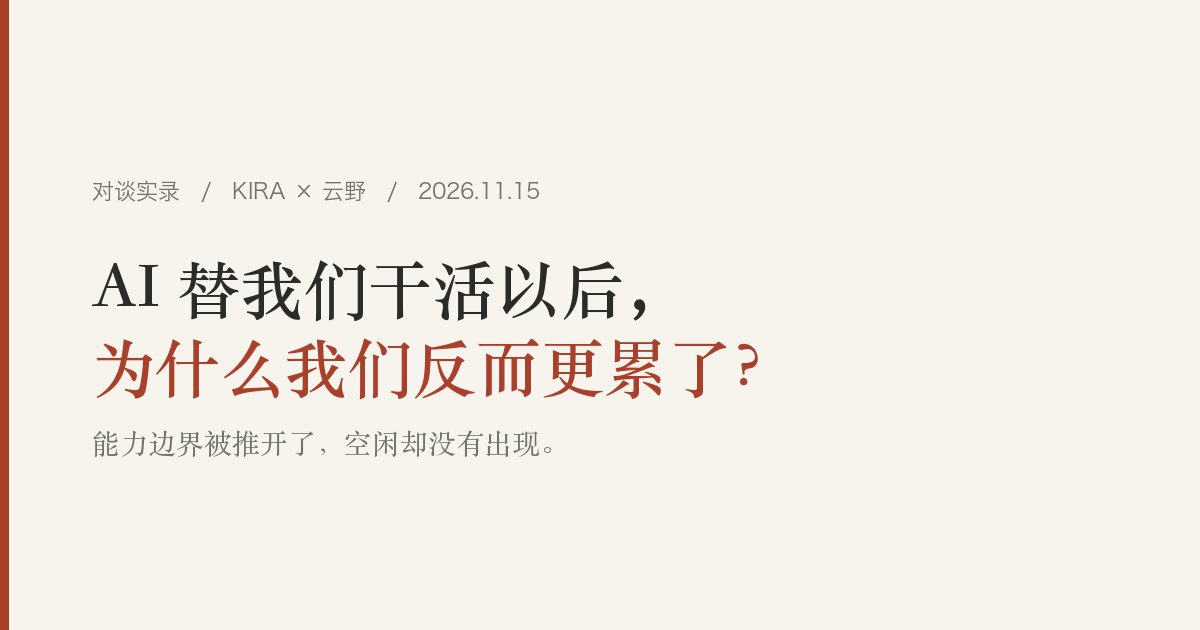 对谈实录 / KIRA × 云野 / 2026.11.15
AI 替我们干活以后，
为什么我们反而更累了？
能力边界被推开了，空闲却没有出现。